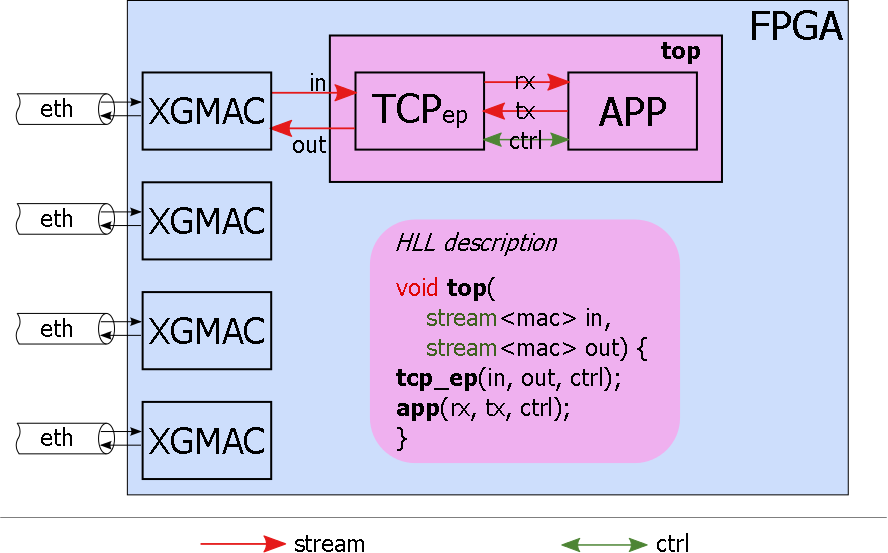 FPGA
top
eth
XGMAC
in
out
TCPep
rx
tx
ctrl
APP
eth
XGMAC
eth
XGMAC
eth
XGMAC
HLL description
void top(
stream<mac> in,
stream<mac> out) {
tcp_ep(in, out, ctrl);
app(rx, tx, ctrl);
}
stream
ctrl